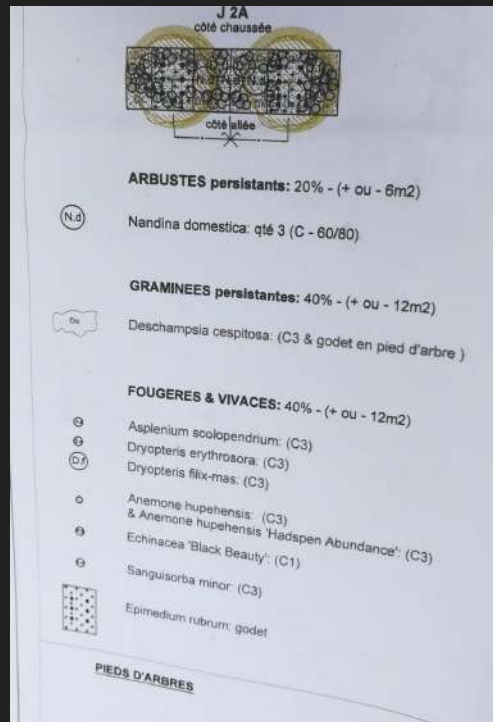 J 2A
côté chaussée
côté allée
ARBUSTES persistants: 20% - (+ ou - 6m2)
N.d
Nandina domestica: qté 3 (C - 60/80)
GRAMINEES persistantes: 40% - (+ ou - 12m2)
Deschampsia cespitosa: (C3 & godet en pied d'arbre )
FOUGERES & VIVACES: 40% - (+ ou - 12m2)
Asplenium scolopendrium: (C3)
Dryopteris erythrosora: (C3)
D.f
Dryopteris filix-mas: (C3)
Anemone hupehensis: (C3)
& Anemone hupehensis 'Hadspen Abundance': (C3)
Echinacea 'Black Beauty': (C1)
Sanguisorba minor: (C3)
Epimedium rubrum: godet
PIEDS D'ARBRES